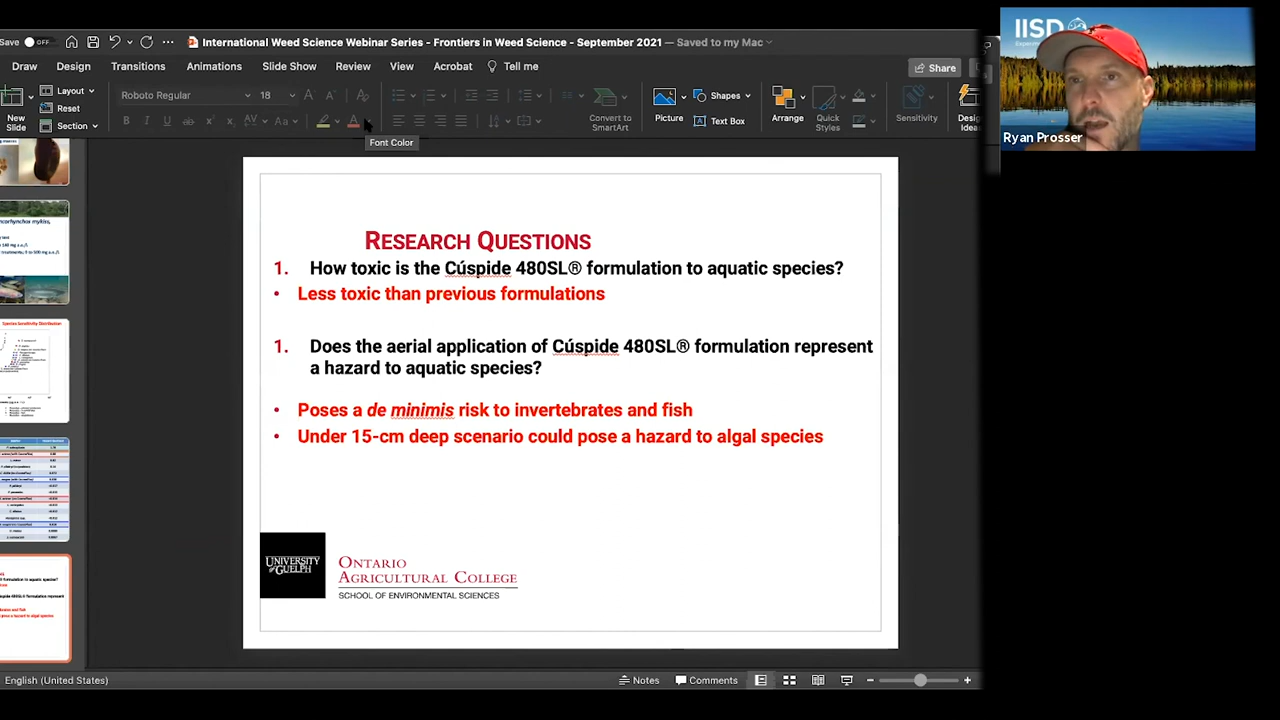 Save OFF
International Weed Science Webinar Series - Frontiers in Weed Science - September 2021 — Saved to my Mac
Draw Design Transitions Animations Slide Show Review View Acrobat Tell me
Share
New Slide
Layout
Reset
Section
Roboto Regular 18
Font Color
Convert to SmartArt
Picture
Shapes
Text Box
Arrange
Quick Styles
Sensitivity
IISD
Ryan Prosser
Species Sensitivity Distribution
RESEARCH QUESTIONS
1. How toxic is the Cúspide 480SL® formulation to aquatic species?
• Less toxic than previous formulations
1. Does the aerial application of Cúspide 480SL® formulation represent
a hazard to aquatic species?
• Poses a de minimis risk to invertebrates and fish
• Under 15-cm deep scenario could pose a hazard to algal species
UNIVERSITY
of GUELPH
ONTARIO
AGRICULTURAL COLLEGE
SCHOOL OF ENVIRONMENTAL SCIENCES
English (United States)
Notes Comments